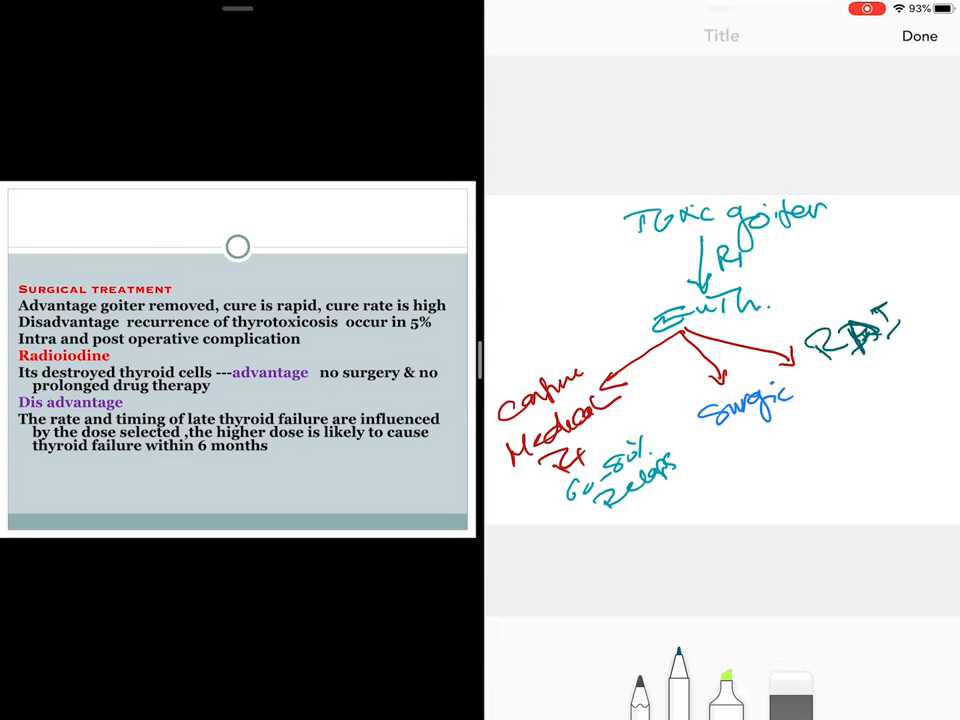 93%
Title
Done
SURGICAL TREATMENT
Advantage goiter removed, cure is rapid, cure rate is high
Disadvantage recurrence of thyrotoxicosis occur in 5%
Intra and post operative complication
Radioiodine
Its destroyed thyroid cells ---advantage no surgery & no
prolonged drug therapy
Dis advantage
The rate and timing of late thyroid failure are influenced
by the dose selected ,the higher dose is likely to cause
thyroid failure within 6 months
Toxic goiter
Rx
Euth.
Medical
Rx
60-80%
Relaps
Surgic